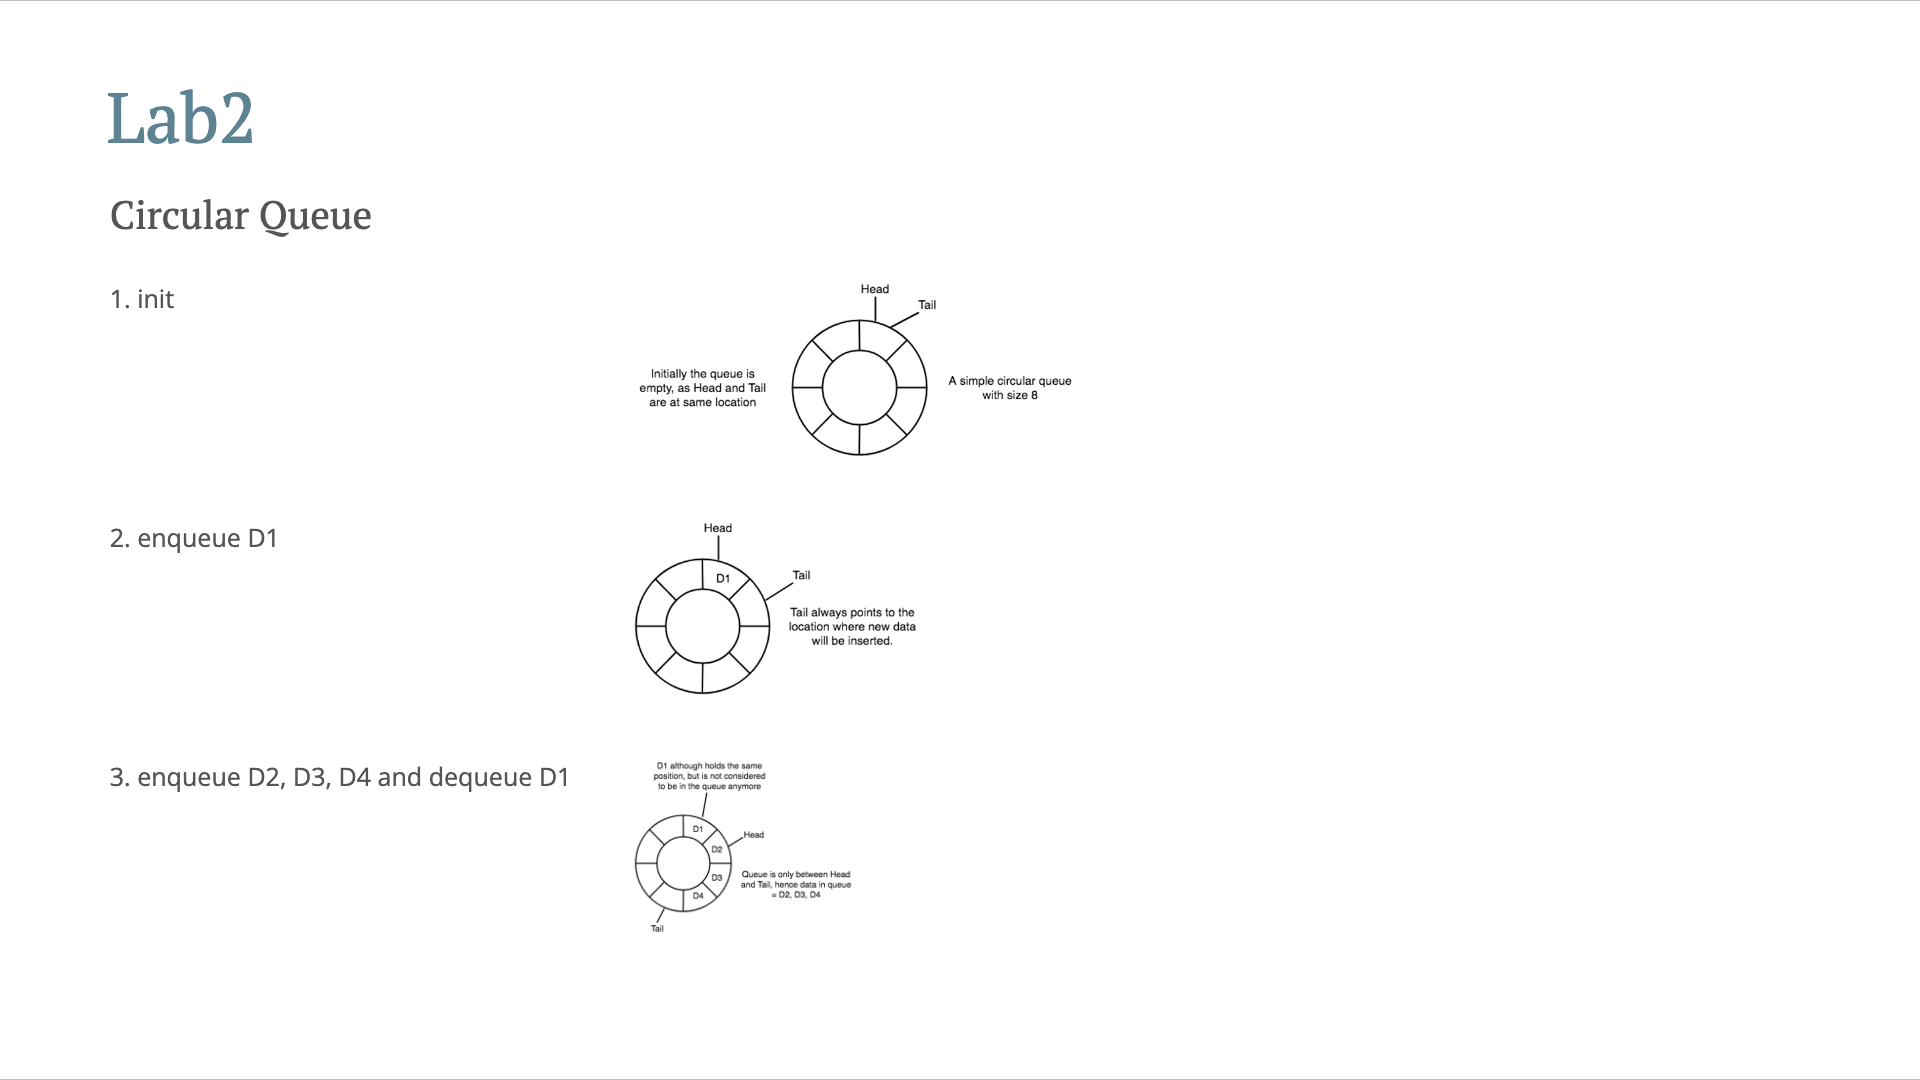 Lab2
Circular Queue
1. init
Head
Tail
Initially the queue is
empty, as Head and Tail
are at same location
A simple circular queue
with size 8
2. enqueue D1
Head
D1
Tail
Tail always points to the
location where new data
will be inserted.
3. enqueue D2, D3, D4 and dequeue D1
D1 although holds the same
position, but is not considered
to be in the queue anymore
D1
Head
D2
D3
D4
Queue is only between Head
and Tail, hence data in queue
= D2, D3, D4
Tail